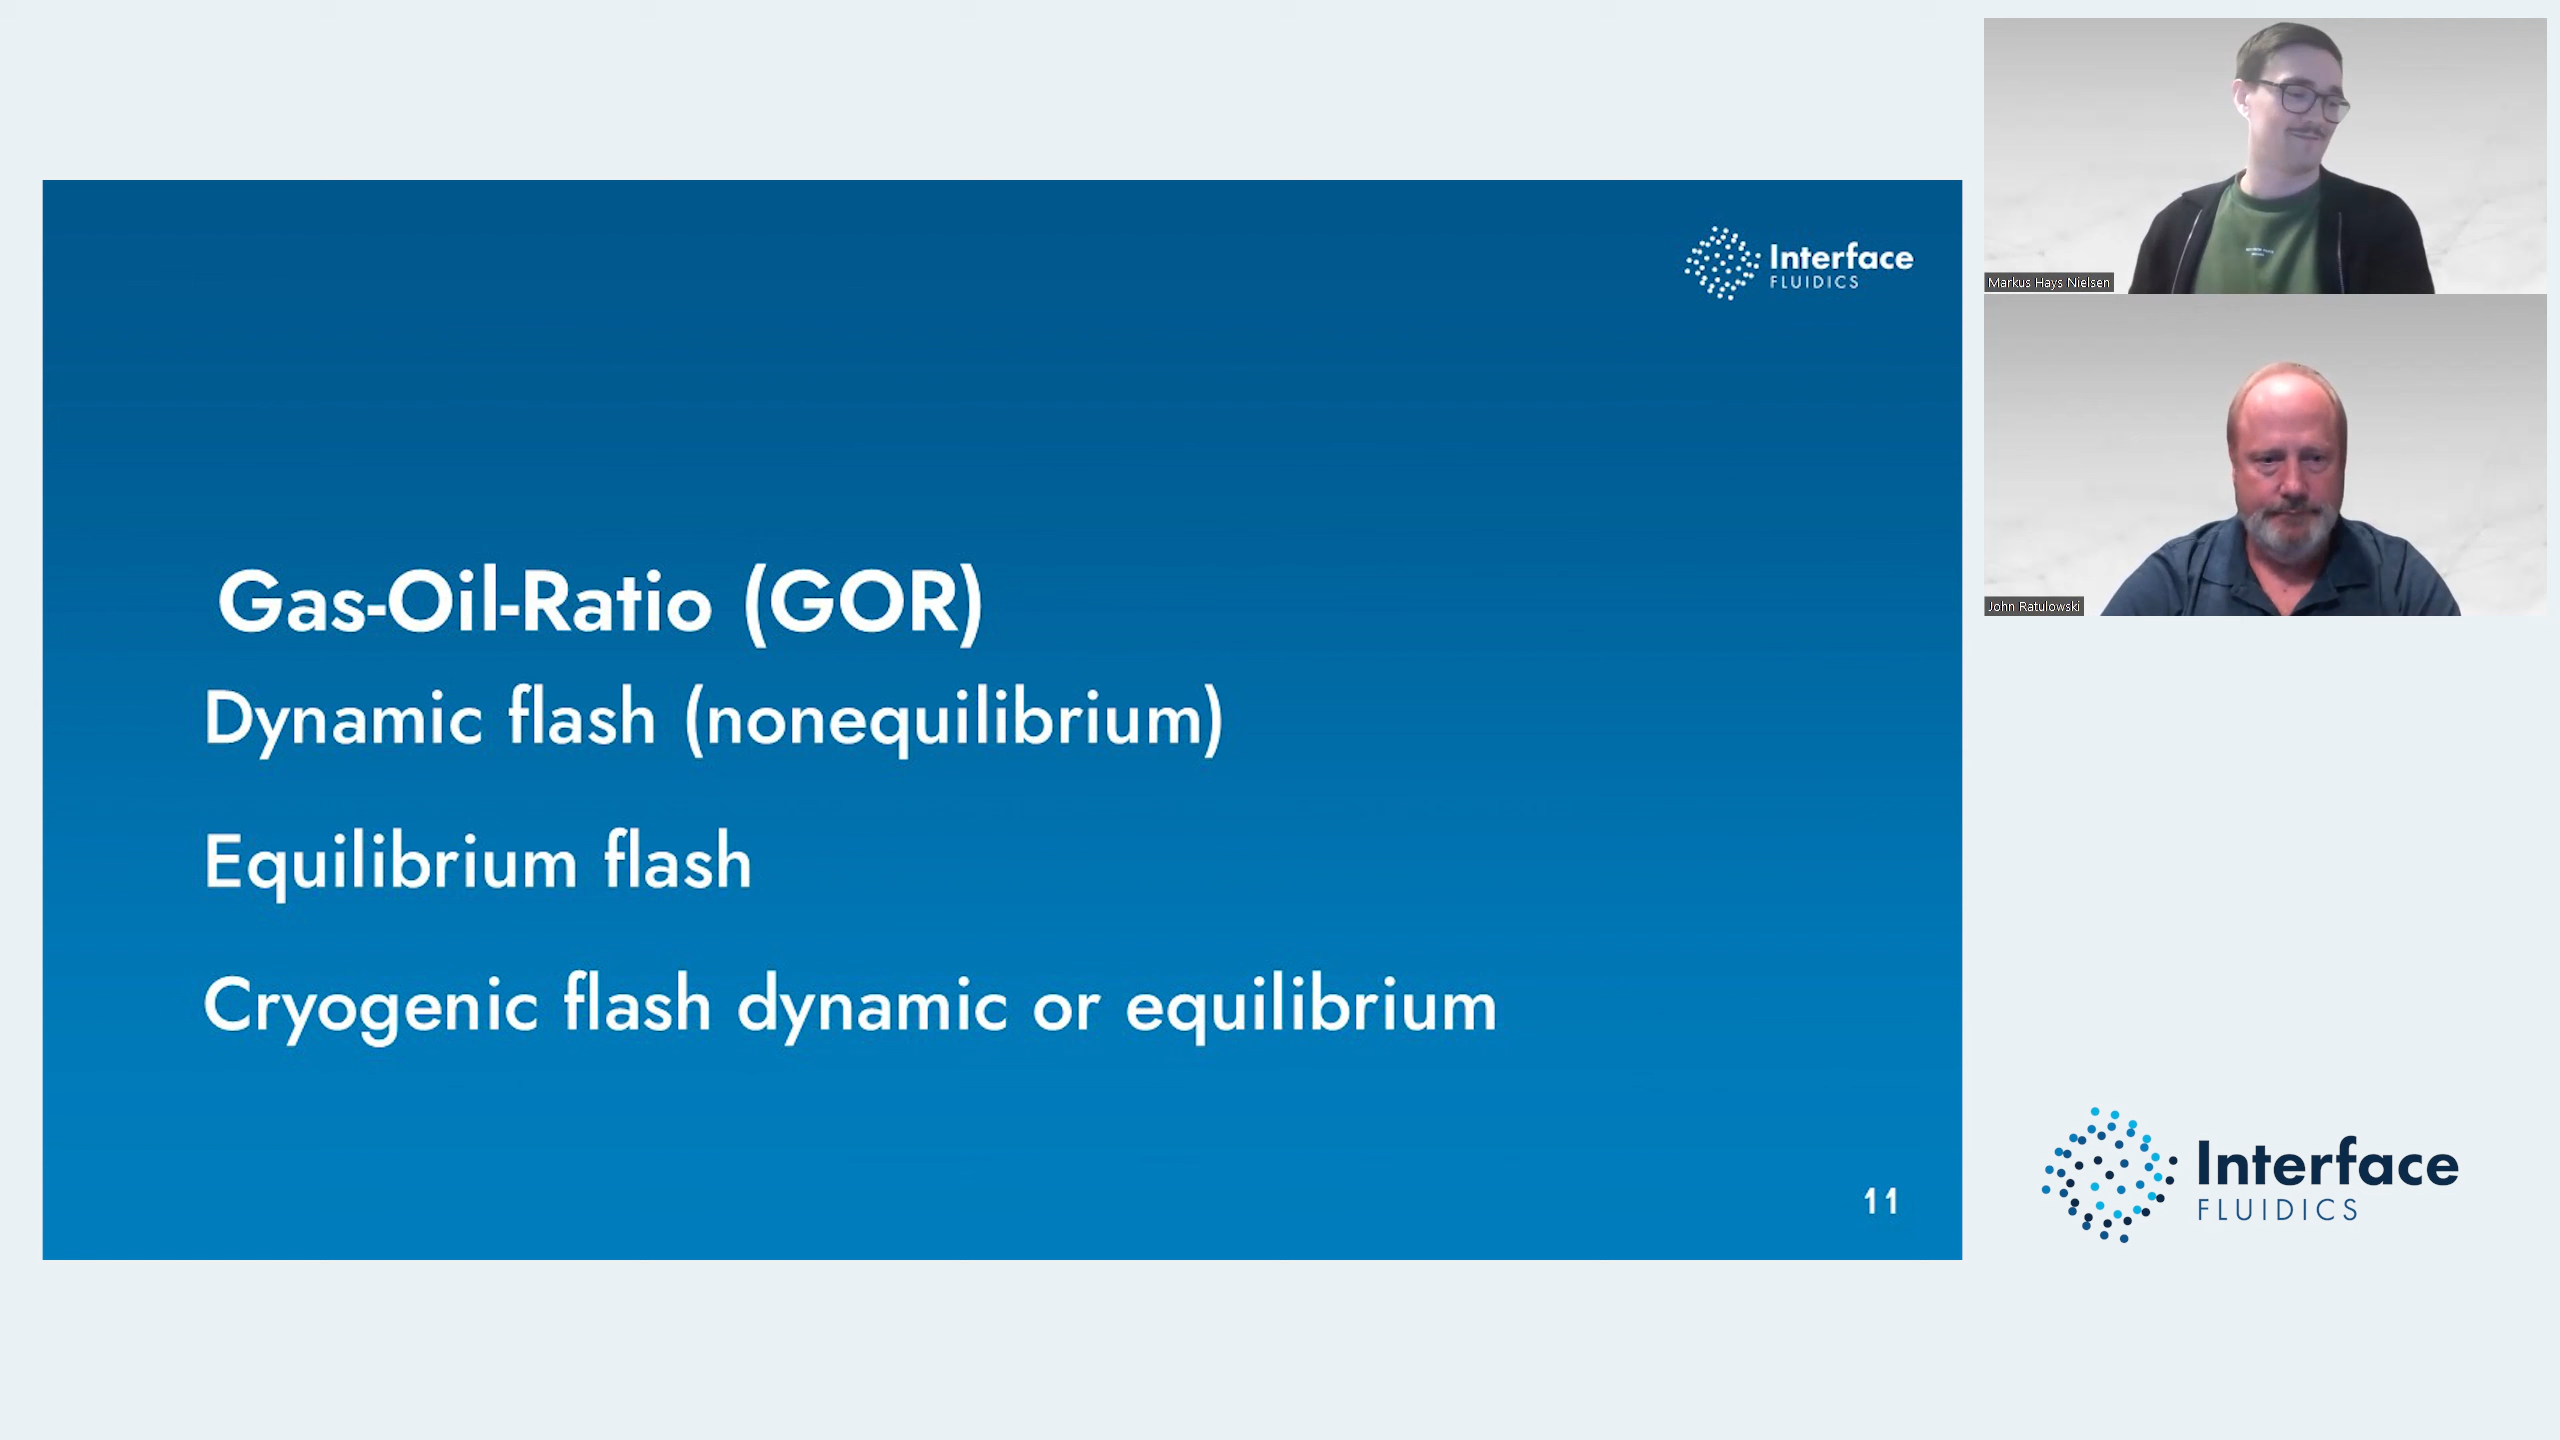 Interface
FLUIDICS
Gas-Oil-Ratio (GOR)
Dynamic flash (nonequilibrium)
Equilibrium flash
Cryogenic flash dynamic or equilibrium
11
Markus Hays Nielsen
John Ratulowski
Interface
FLUIDICS